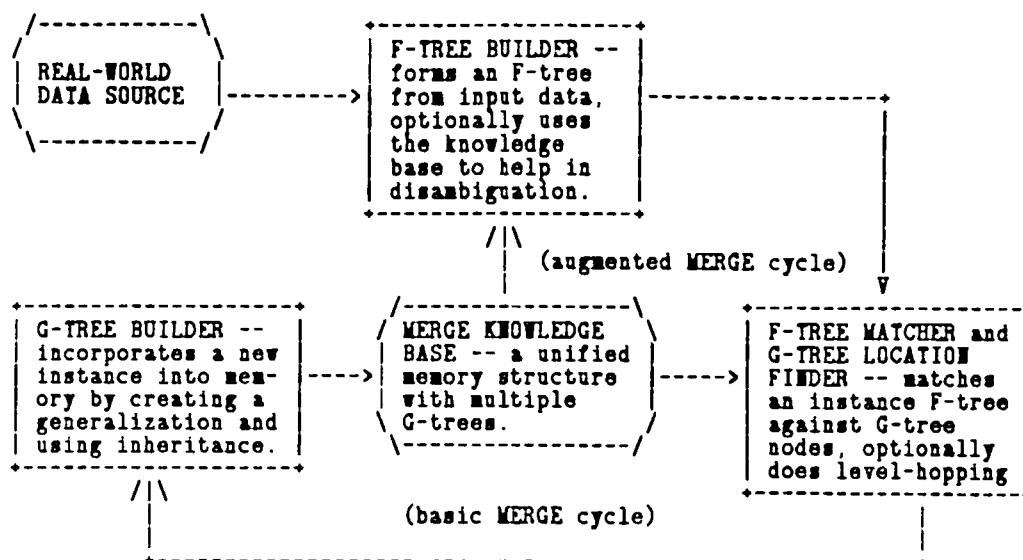 REAL-WORLD
DATA SOURCE
F-TREE BUILDER --
forms an F-tree
from input data,
optionally uses
the knowledge
base to help in
disambiguation.
(augmented MERGE cycle)
G-TREE BUILDER --
incorporates a new
instance into mem-
ory by creating a
generalization and
using inheritance.
MERGE KNOWLEDGE
BASE -- a unified
memory structure
with multiple
G-trees.
F-TREE MATCHER and
G-TREE LOCATION
FINDER -- matches
an instance F-tree
against G-tree
nodes, optionally
does level-hopping
(basic MERGE cycle)